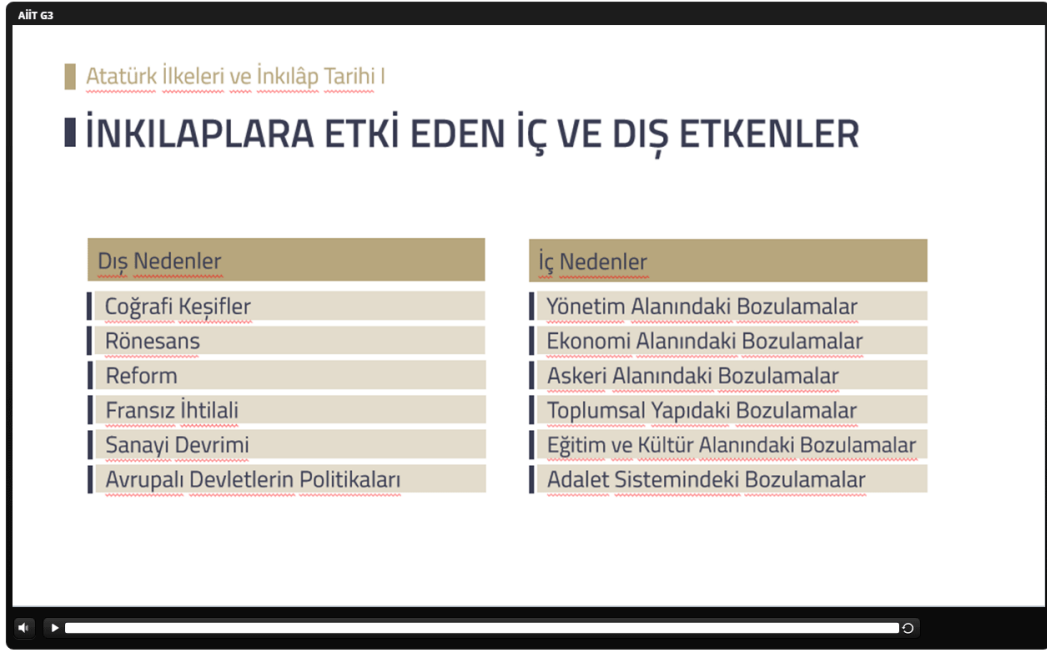 AİİT G3
Atatürk İlkeleri ve İnkılâp Tarihi I
İNKILAPLARA ETKİ EDEN İÇ VE DIŞ ETKENLER
Dış Nedenler
Coğrafi Keşifler
Rönesans
Reform
Fransız İhtilali
Sanayi Devrimi
Avrupalı Devletlerin Politikaları
İç Nedenler
Yönetim Alanındaki Bozulamalar
Ekonomi Alanındaki Bozulamalar
Askeri Alanındaki Bozulamalar
Toplumsal Yapıdaki Bozulamalar
Eğitim ve Kültür Alanındaki Bozulamalar
Adalet Sistemindeki Bozulamalar